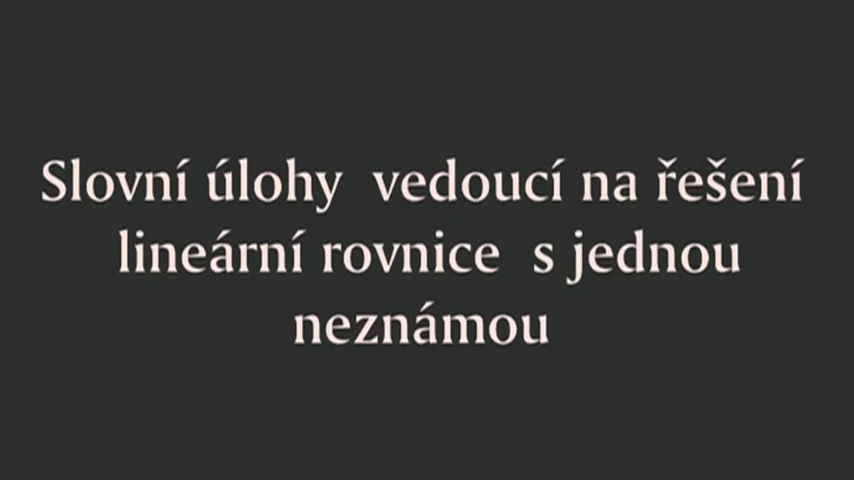 Slovní úlohy  vedoucí na řešení
lineární rovnice  s jednou
neznámou